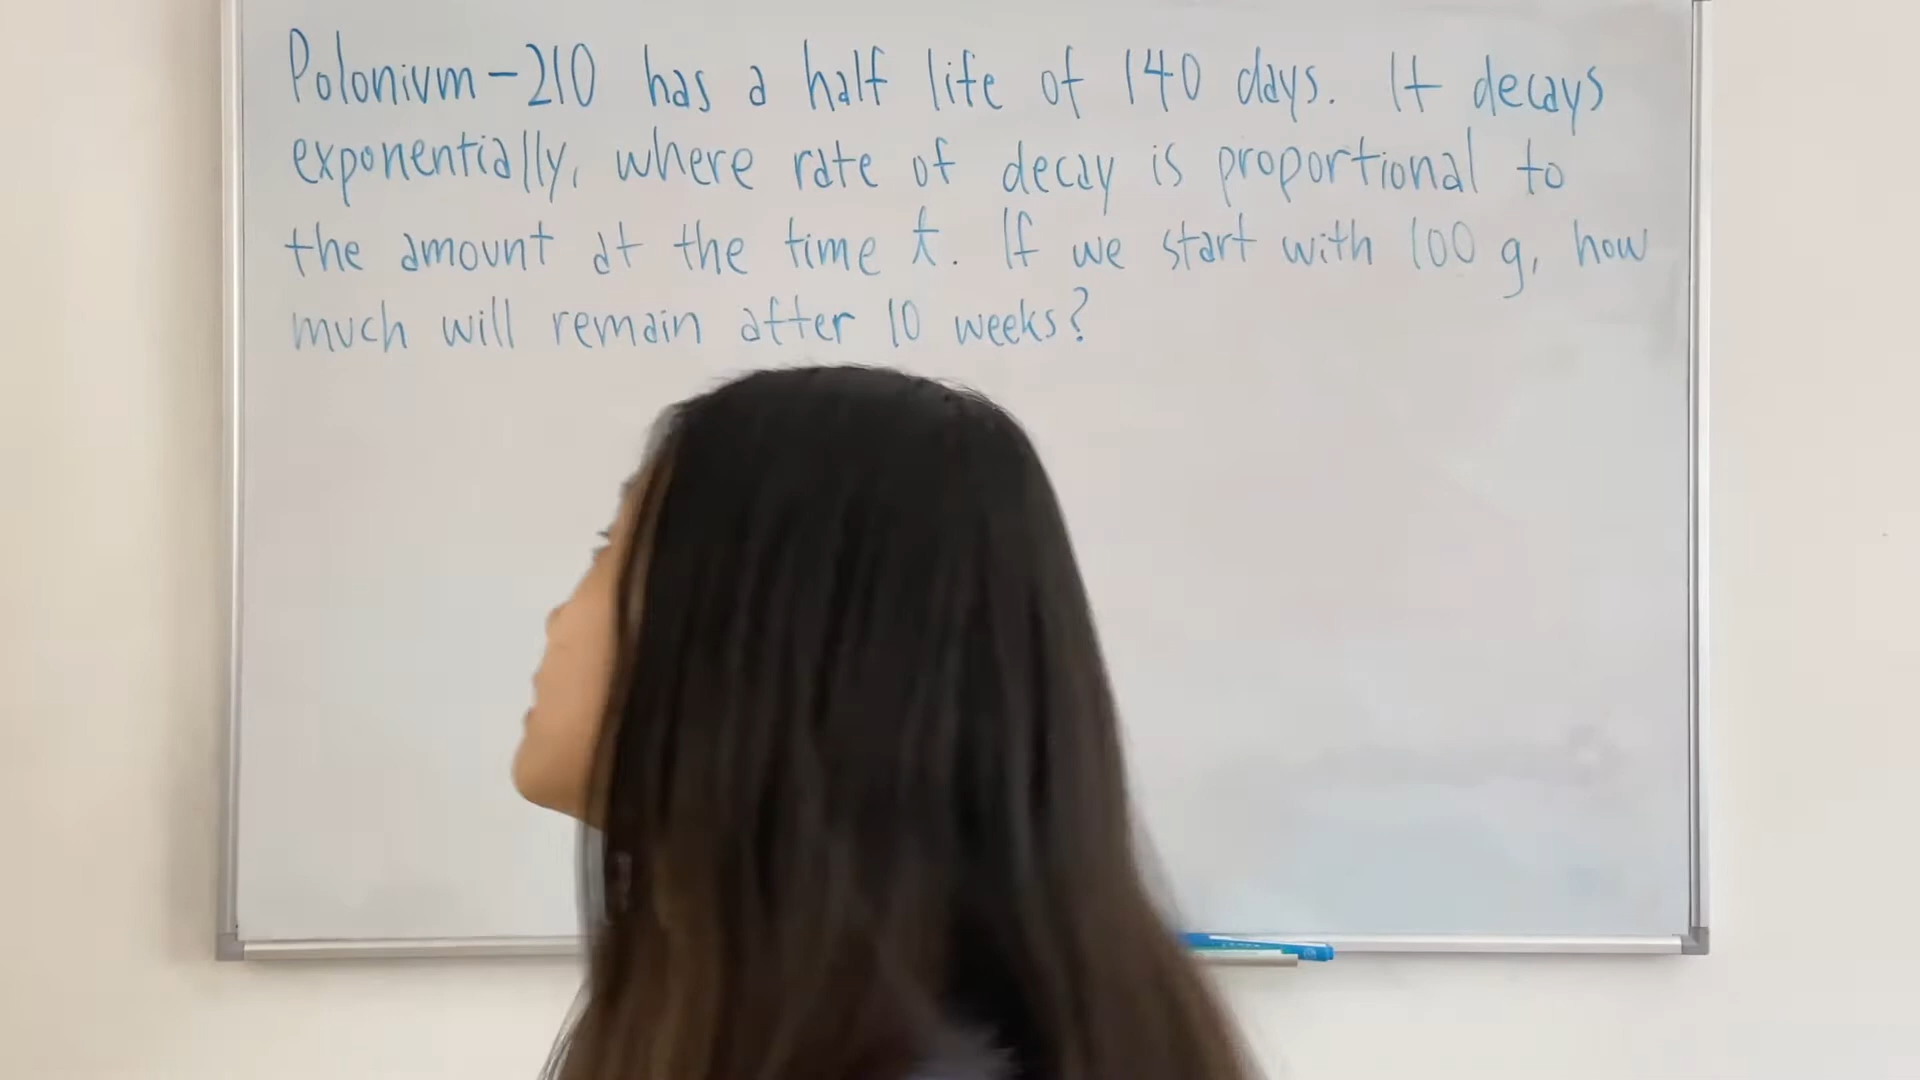 Polonium-210 has a half life of 140 days. It decays
exponentially, where rate of decay is proportional to
the amount at the time t. If we start with 100 g, how
much will remain after 10 weeks?